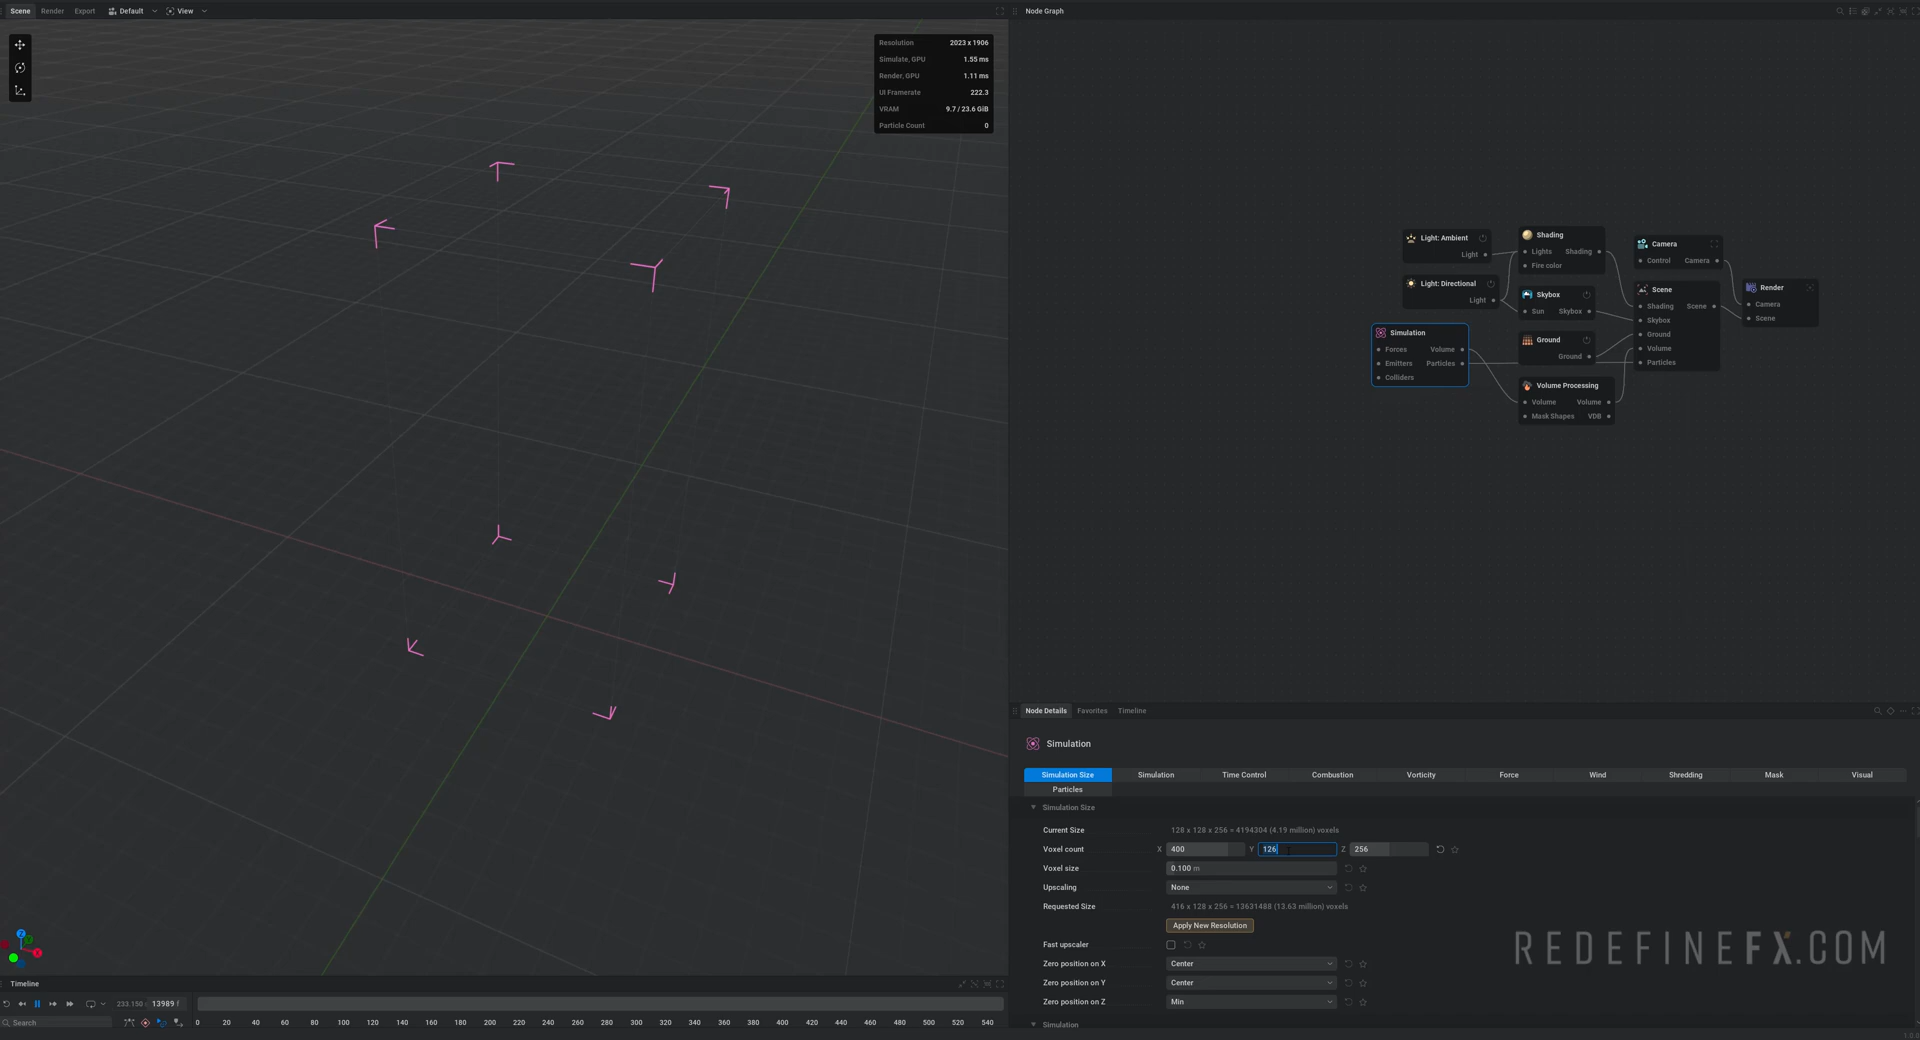 Scene Render Export Default View
Resolution 2023 x 1906
Simulate, GPU 1.55 ms
Render, GPU 1.11 ms
UI Framerate 222.3
VRAM 9.7 / 23.6 GiB
Particle Count 0
Z
X
Timeline
233.150 13989 f
Search
0 20 40 60 80 100 120 140 160 180 200 220 240 260 280 300 320 340 360 380 400 420 440 460 480 500 520 540
Node Graph
Light: Ambient
Light
Light: Directional
Light
Simulation
Forces Volume
Emitters Particles
Colliders
Shading
Lights Shading
Fire color
Skybox
Sun Skybox
Ground
Ground
Volume Processing
Volume Volume
Mask Shapes VDB
Camera
Control Camera
Scene
Shading Scene
Skybox
Ground
Volume
Particles
Render
Camera
Scene
Node Details Favorites Timeline
Simulation
Simulation Size Simulation Time Control Combustion Vorticity Force Wind Shredding Mask Visual
Particles
Simulation Size
Current Size 128 x 128 x 256 = 4194304 (4.19 million) voxels
Voxel count X 400 Y 126 Z 256
Voxel size 0.100 m
Upscaling None
Requested Size 416 x 128 x 256 = 13631488 (13.63 million) voxels
Apply New Resolution
Fast upscaler
Zero position on X Center
Zero position on Y Center
Zero position on Z Min
Simulation
REDEFINEFX.COM